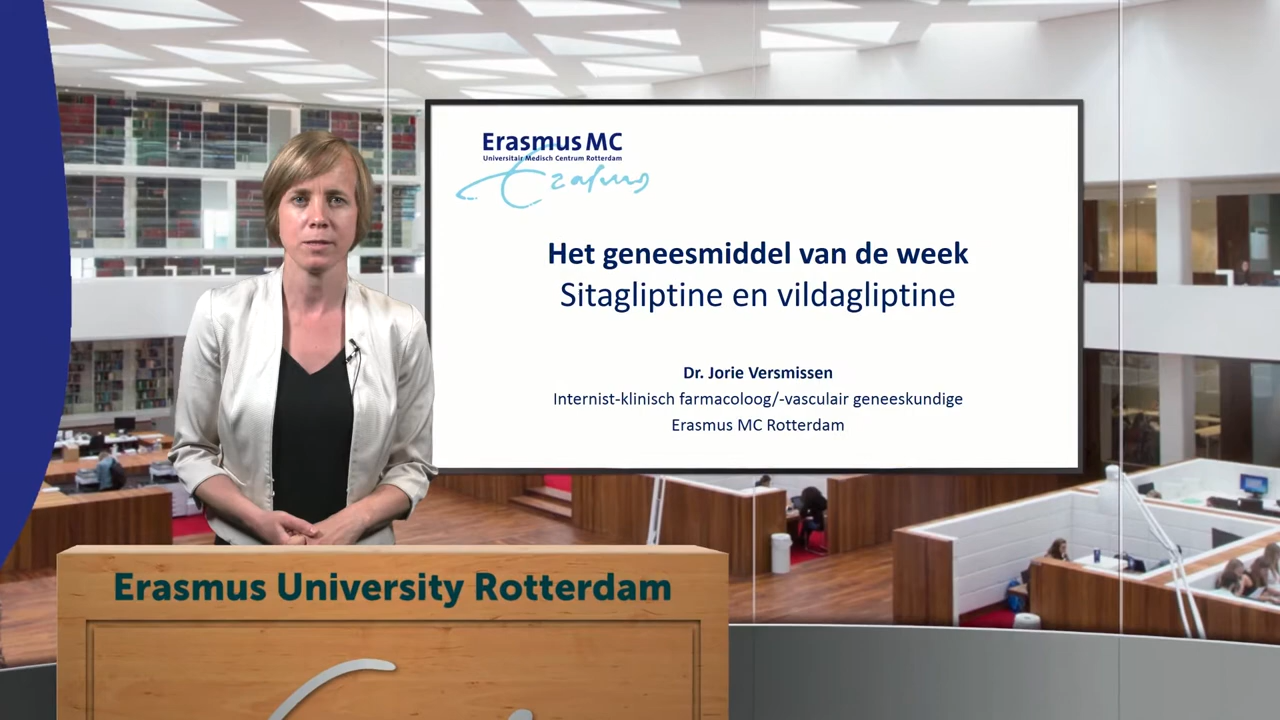 Erasmus MC
Universitair Medisch Centrum Rotterdam
Erasmus
Het geneesmiddel van de week
Sitagliptine en vildagliptine
Dr. Jorie Versmissen
Internist-klinisch farmacoloog/-vasculair geneeskundige
Erasmus MC Rotterdam
Erasmus University Rotterdam